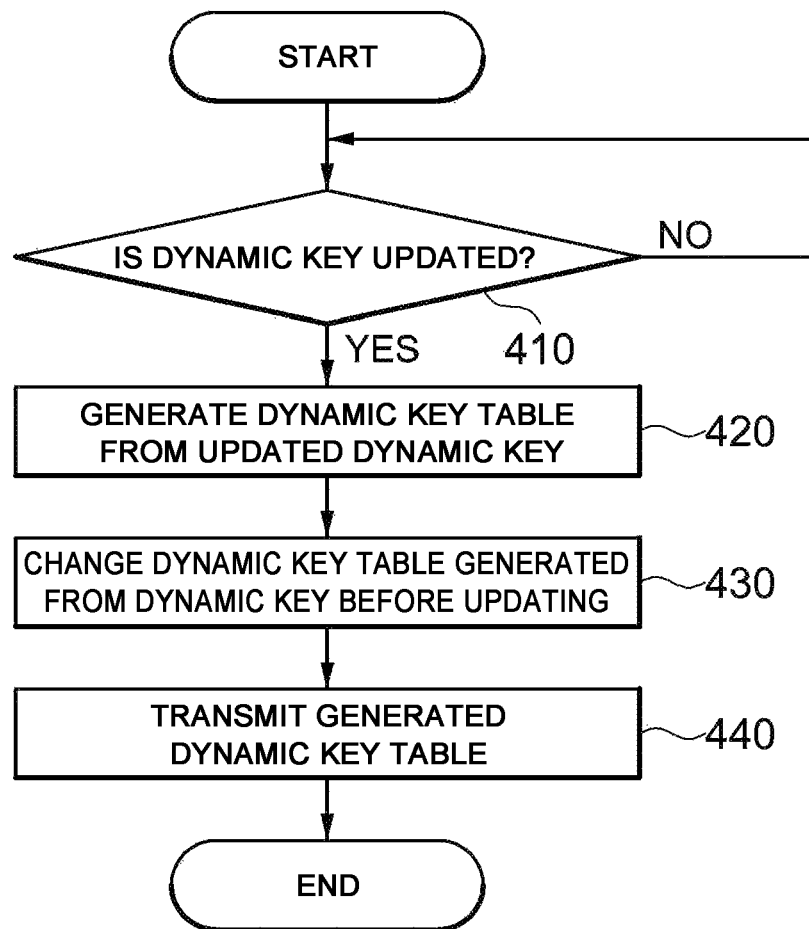 START
IS DYNAMIC KEY UPDATED?
NO
410
YES
GENERATE DYNAMIC KEY TABLE
FROM UPDATED DYNAMIC KEY
420
CHANGE DYNAMIC KEY TABLE GENERATED
FROM DYNAMIC KEY BEFORE UPDATING
430
TRANSMIT GENERATED
DYNAMIC KEY TABLE
440
END